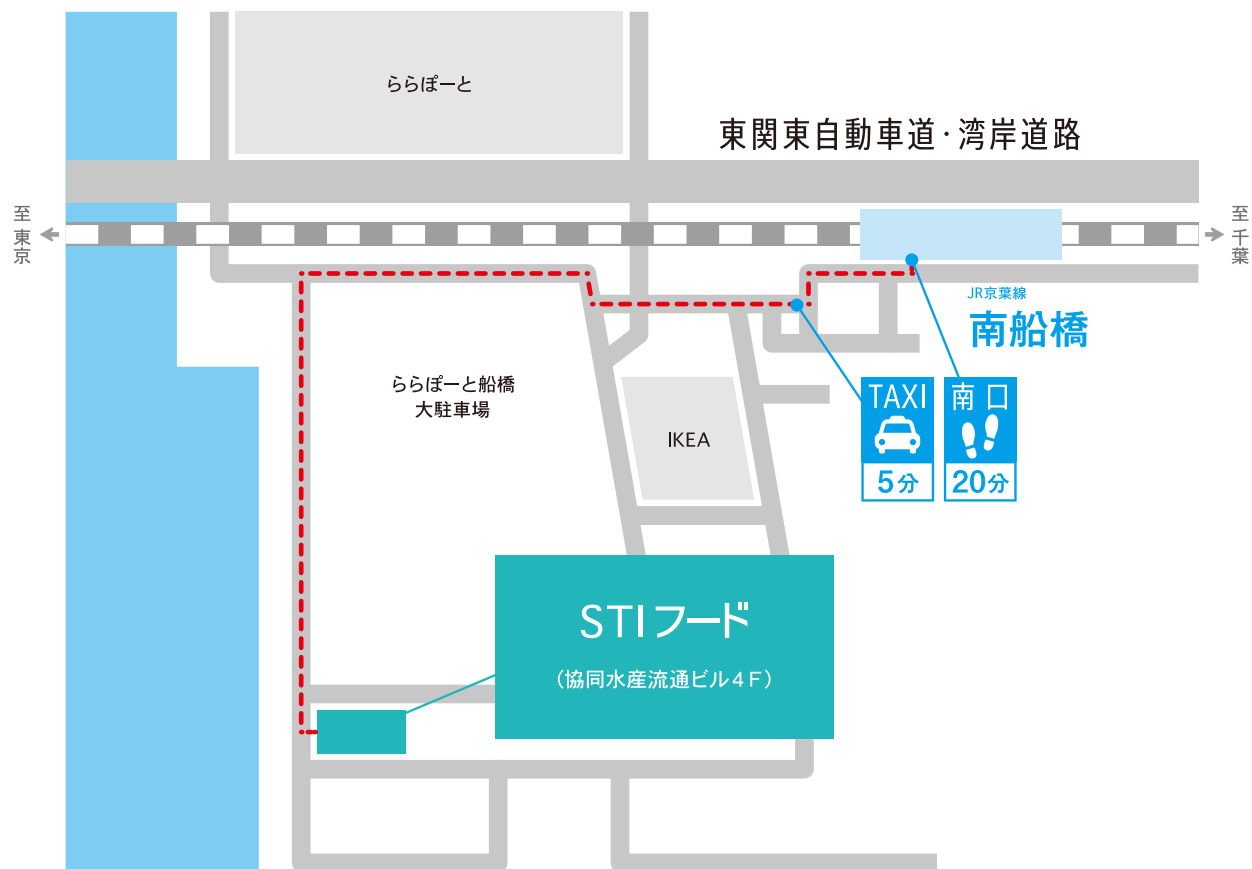 ららぽーと
東関東自動車道・湾岸道路
至東京
至千葉
JR京葉線
南船橋
ららぽーと船橋
大駐車場
IKEA
TAXI
5分
南口
20分
STIフード
（協同水産流通ビル4F）